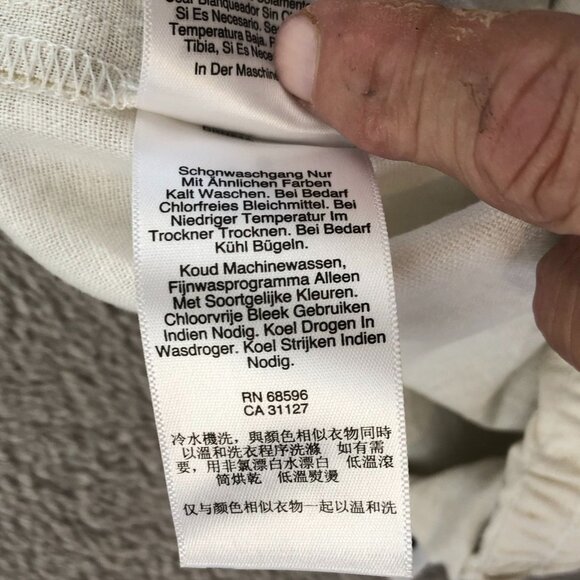 Si Es Necesario.
Temperatura Baja.
Tibia, Si Es
In Der
Schonwaschgang Nur
Mit Ähnlichen Farben
Kalt Waschen. Bei Bedarf
Chlorfreies Bleichmittel. Bei
Niedriger Temperatur Im
Trockner Trocknen. Bei Bedarf
Kühl Bügeln.
Koud Machinewassen,
Fijnwasprogramma Alleen
Met Soortgelijke Kleuren.
Chloorvrije Bleek Gebruiken
Indien Nodig. Koel Drogen In
Wasdroger. Koel Strijken Indien
Nodig.
RN 68596
CA 31127
冷水機洗，與顏色相似衣物同時
以溫和洗衣程序洗滌 如有需
要，用非氯漂白水漂白 低溫滾
筒烘乾 低溫熨燙
仅与颜色相似衣物一起以温和洗